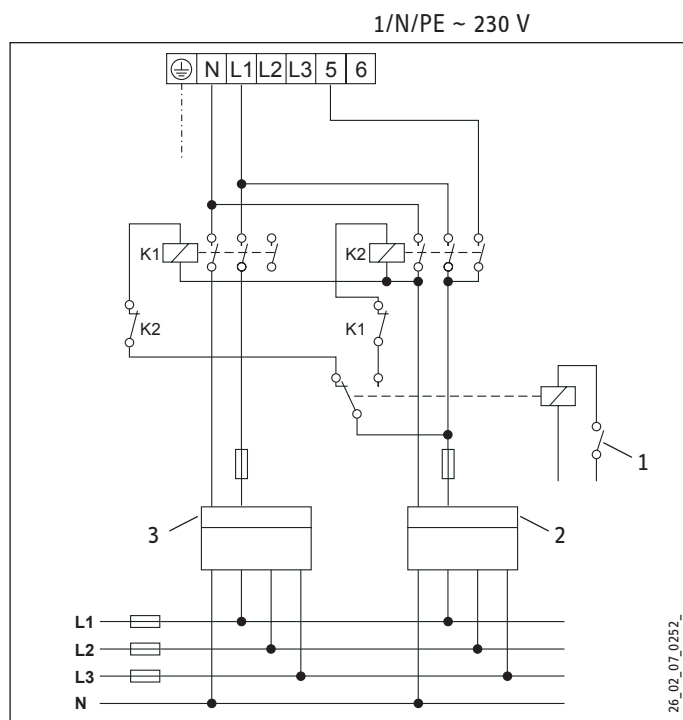 1/N/PE ~ 230 V
N L1 L2 L3 5 6
K1 K2
K2 K1
1
3 2
L1
L2
L3
N
26_02_07_0252_